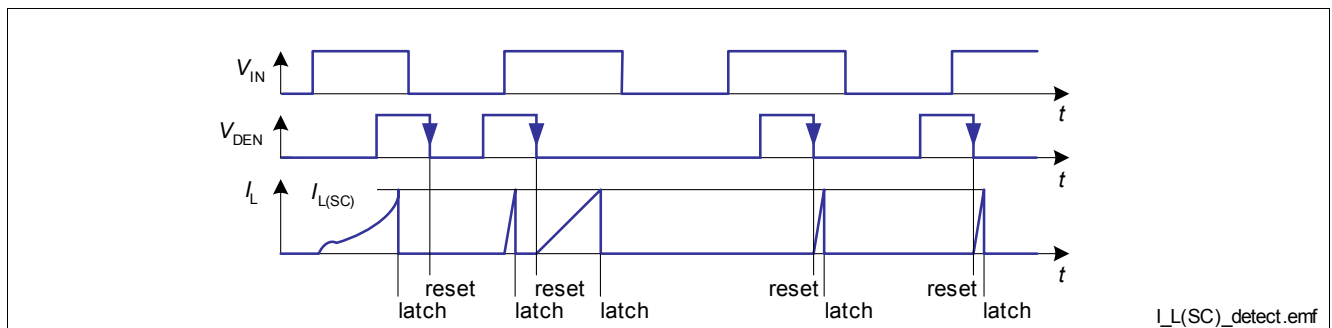 V_IN
t
V_DEN
t
I_L I_L(SC)
t
reset reset reset reset
latch latch latch latch latch
I_L(SC)_detect.emf